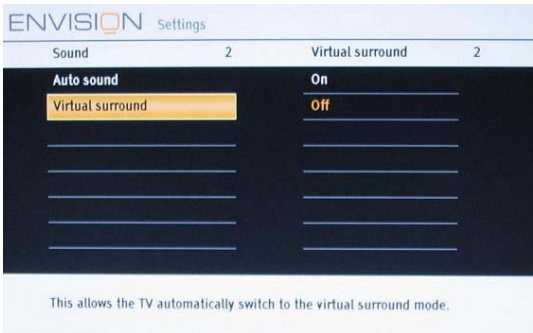 ENVISION Settings
Sound 2 Virtual surround 2
Auto sound On
Virtual surround Off
This allows the TV automatically switch to the virtual surround mode.